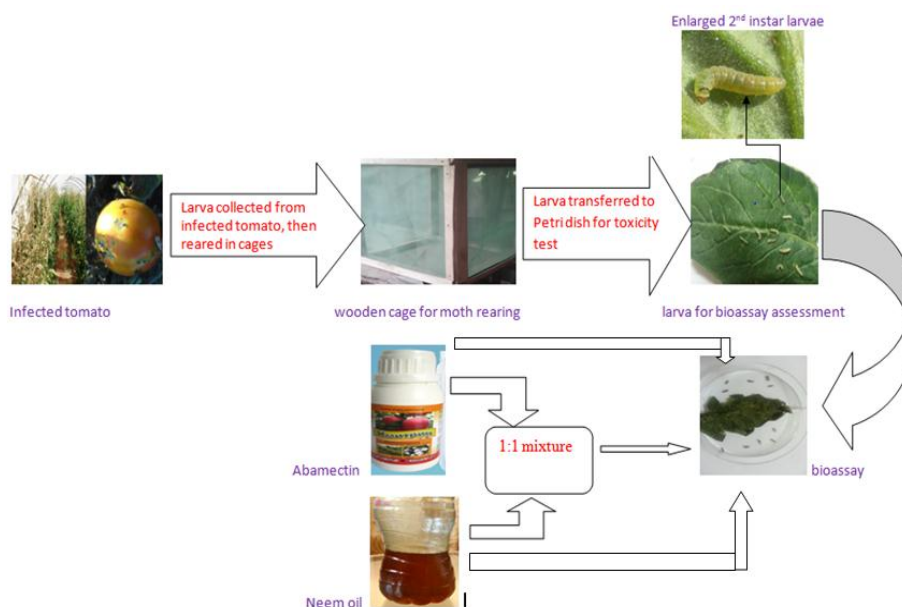 Enlarged 2nd instar larvae
Larva collected from
infected tomato, then
reared in cages
Larva transferred to
Petri dish for toxicity
test
Infected tomato
wooden cage for moth rearing
larva for bioassay assessment
1:1 mixture
Abamectin
bioassay
Neem oil